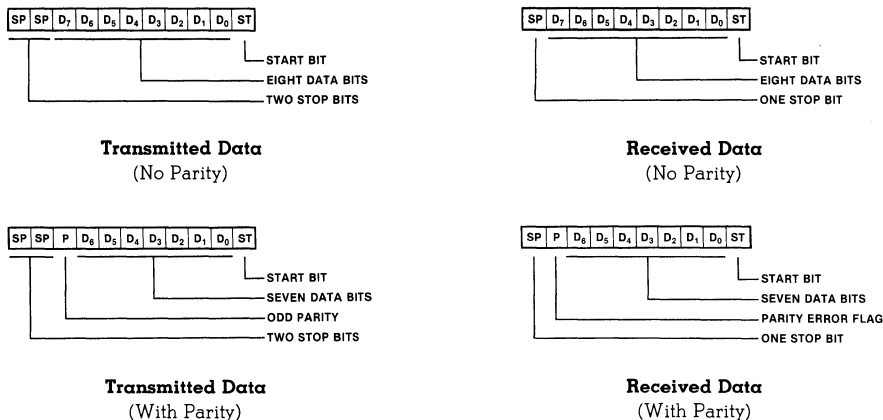 SP SP D₇ D₆ D₅ D₄ D₃ D₂ D₁ D₀ ST
START BIT
EIGHT DATA BITS
TWO STOP BITS
Transmitted Data
(No Parity)
SP D₇ D₆ D₅ D₄ D₃ D₂ D₁ D₀ ST
START BIT
EIGHT DATA BITS
ONE STOP BIT
Received Data
(No Parity)
SP SP P D₆ D₅ D₄ D₃ D₂ D₁ D₀ ST
START BIT
SEVEN DATA BITS
ODD PARITY
TWO STOP BITS
Transmitted Data
(With Parity)
SP P D₆ D₅ D₄ D₃ D₂ D₁ D₀ ST
START BIT
SEVEN DATA BITS
PARITY ERROR FLAG
ONE STOP BIT
Received Data
(With Parity)